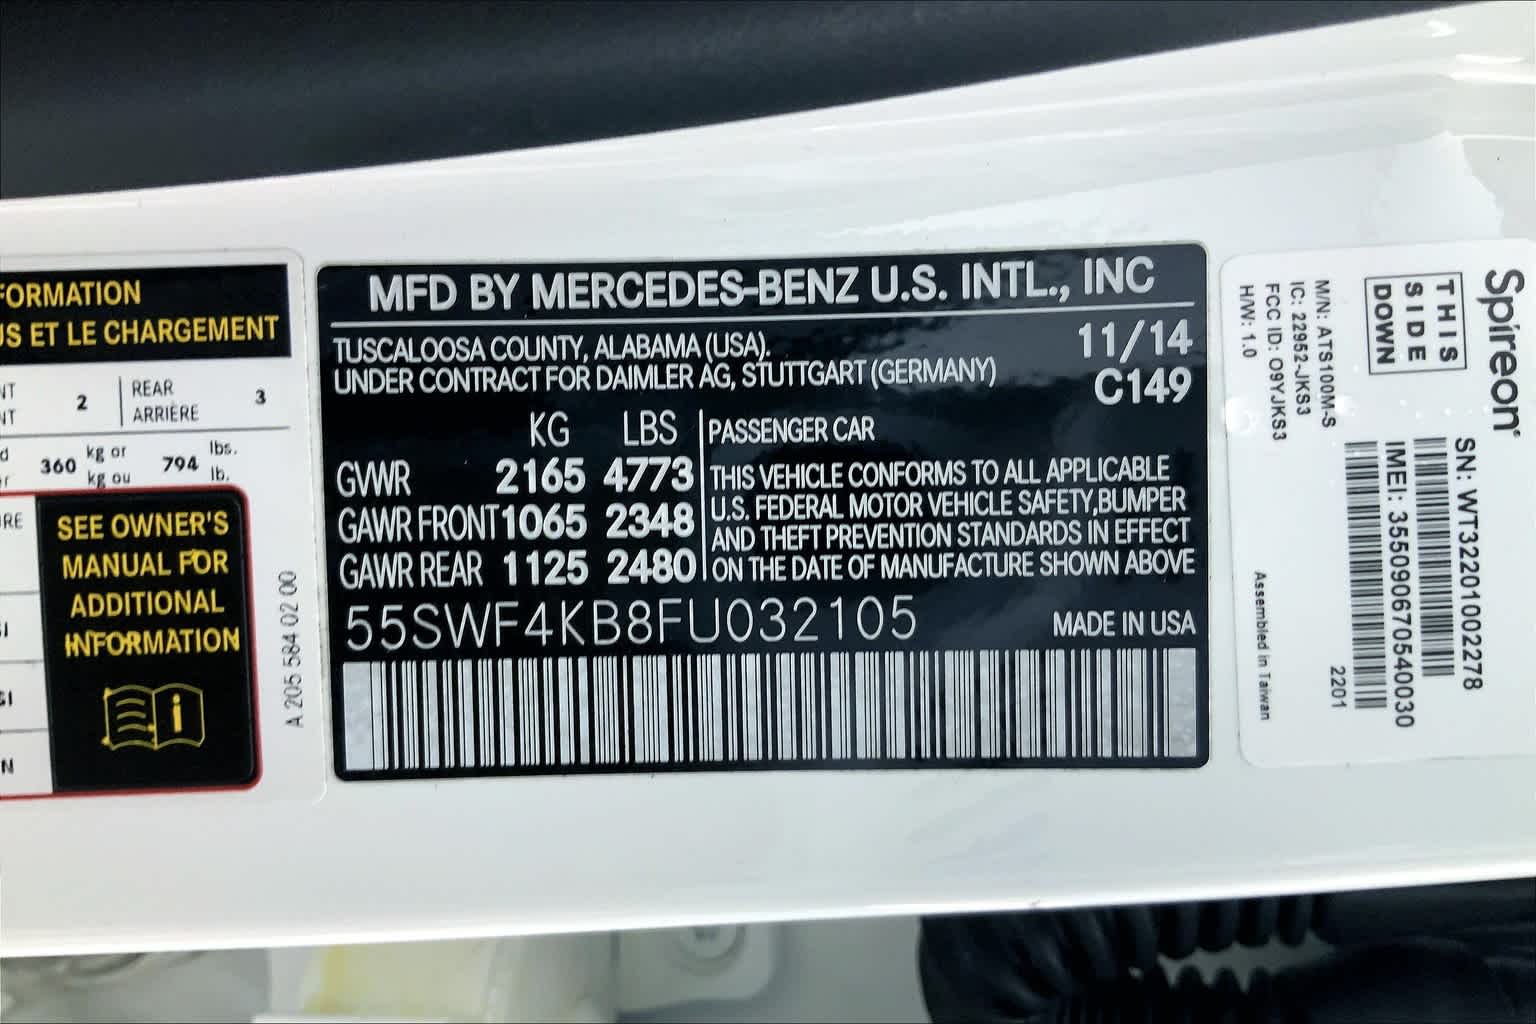 FORMATION
US ET LE CHARGEMENT
NT
NT
2
REAR
ARRIÈRE
3
360
kg or
kg ou
794
lbs.
lb.
SEE OWNER'S
MANUAL FOR
ADDITIONAL
INFORMATION
A 205 584 02 00
MFD BY MERCEDES-BENZ U.S. INTL., INC
TUSCALOOSA COUNTY, ALABAMA (USA).
UNDER CONTRACT FOR DAIMLER AG, STUTTGART (GERMANY)
11/14
C149
KG LBS
GVWR 2165 4773
GAWR FRONT 1065 2348
GAWR REAR 1125 2480
PASSENGER CAR
THIS VEHICLE CONFORMS TO ALL APPLICABLE
U.S. FEDERAL MOTOR VEHICLE SAFETY,BUMPER
AND THEFT PREVENTION STANDARDS IN EFFECT
ON THE DATE OF MANUFACTURE SHOWN ABOVE
55SWF4KB8FU032105
MADE IN USA
Spireon
THIS
SIDE
DOWN
M/N: ATS100M-S
IC: 22952-JKS3
FCC ID: O9YJKS3
H/W: 1.0
SN: WT322010002278
IMEI: 355090670540030
2201
Assembled in Taiwan